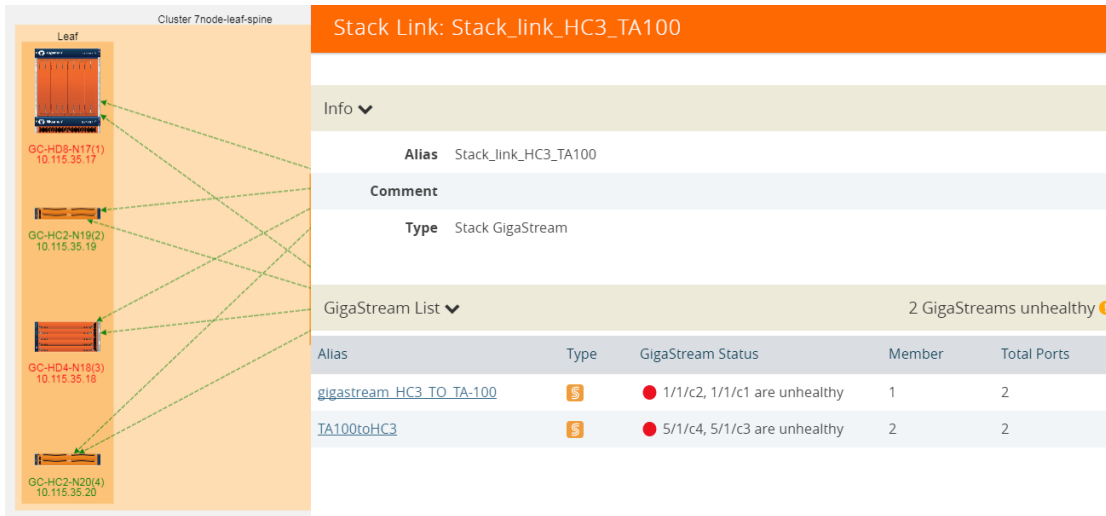 Cluster 7node-leaf-spine
Leaf
GC-HD8-N17(1)
10.115.35.17
GC-HC2-N19(2)
10.115.35.19
GC-HD4-N18(3)
10.115.35.18
GC-HC2-N20(4)
10.115.35.20
Stack Link: Stack_link_HC3_TA100
Info
Alias Stack_link_HC3_TA100
Comment
Type Stack GigaStream
GigaStream List 2 GigaStreams unhealthy
Alias Type GigaStream Status Member Total Ports
gigastream_HC3_TO_TA-100 S 1/1/c2, 1/1/c1 are unhealthy 1 2
TA100toHC3 S 5/1/c4, 5/1/c3 are unhealthy 2 2